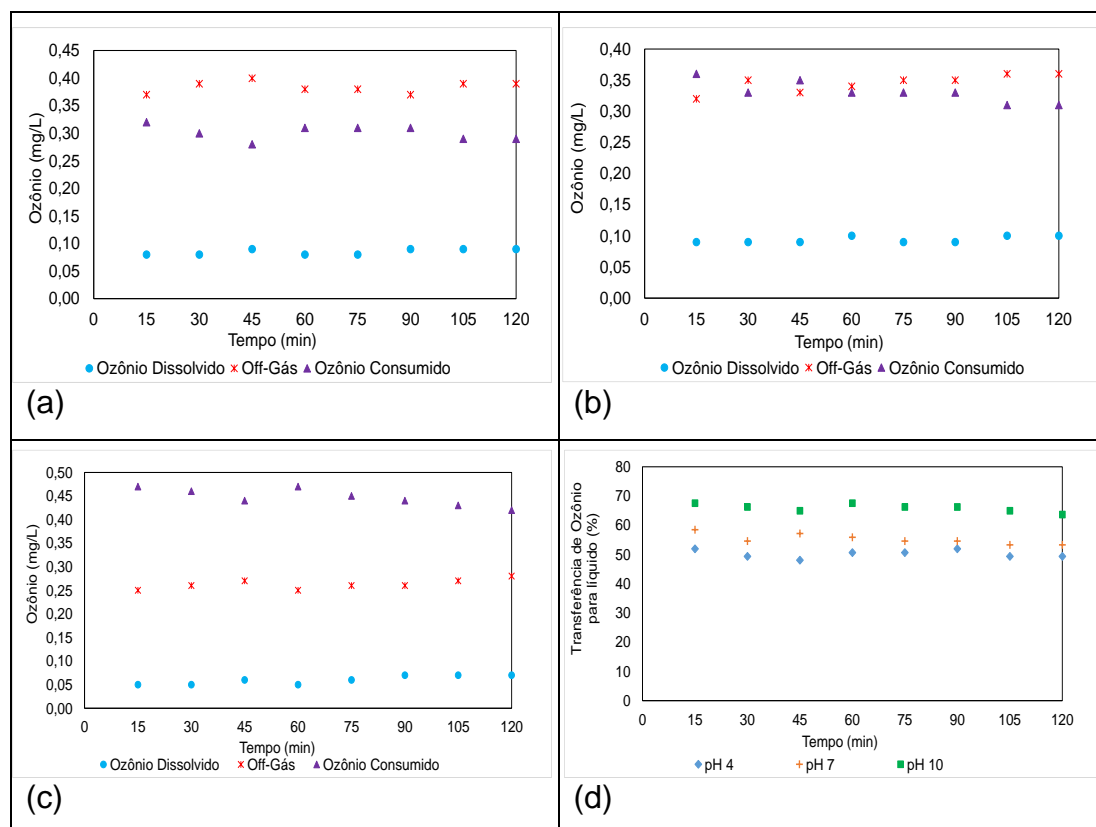 Ozônio (mg/L)
0,45
0,40
0,35
0,30
0,25
0,20
0,15
0,10
0,05
0,00
0 15 30 45 60 75 90 105 120
Tempo (min)
Ozônio Dissolvido Off-Gás Ozônio Consumido
(a)
Ozônio (mg/L)
0,40
0,35
0,30
0,25
0,20
0,15
0,10
0,05
0,00
0 15 30 45 60 75 90 105 120
Tempo (min)
Ozônio Dissolvido Off-Gás Ozônio Consumido
(b)
Ozônio (mg/L)
0,50
0,45
0,40
0,35
0,30
0,25
0,20
0,15
0,10
0,05
0,00
0 15 30 45 60 75 90 105 120
Tempo (min)
Ozônio Dissolvido Off-Gás Ozônio Consumido
(c)
Transferência de Ozônio
para líquido (%)
80
70
60
50
40
30
20
10
0
0 15 30 45 60 75 90 105 120
Tempo (min)
pH 4 pH 7 pH 10
(d)